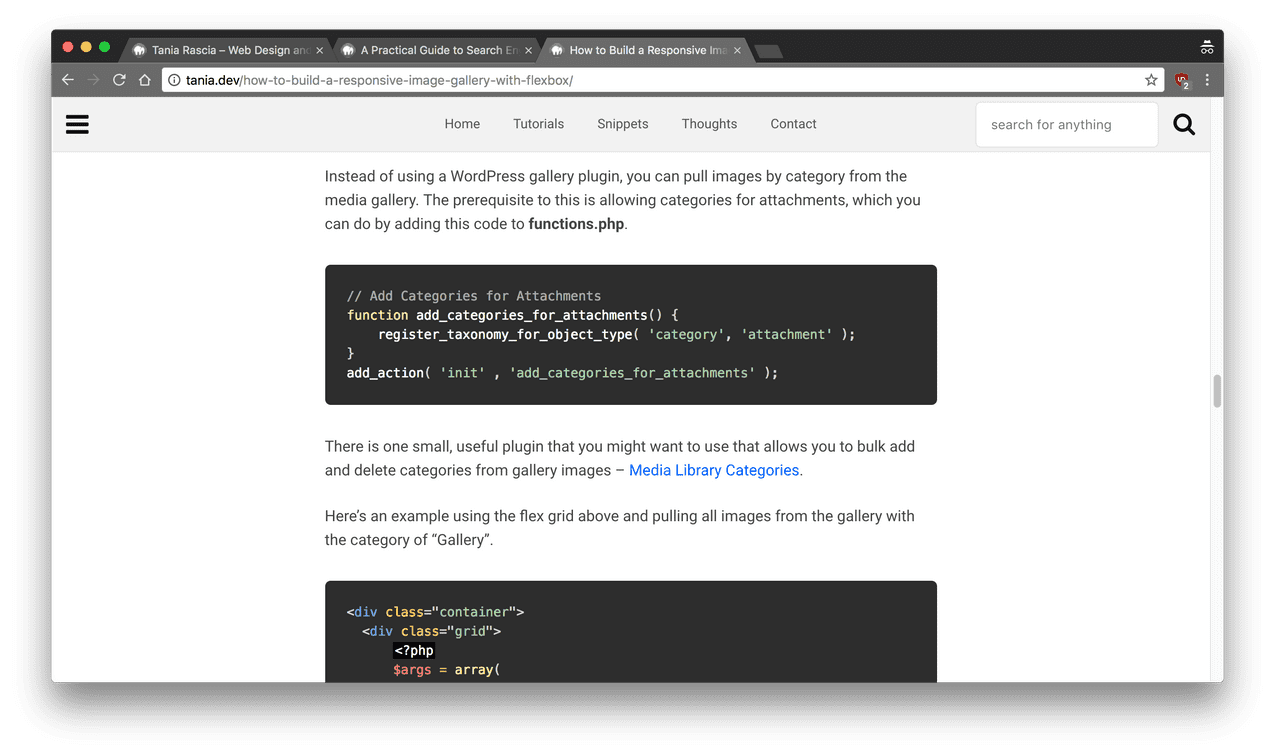 Tania Rascia – Web Design and
A Practical Guide to Search En
How to Build a Responsive Ima
tania.dev/how-to-build-a-responsive-image-gallery-with-flexbox/
2
Home Tutorials Snippets Thoughts Contact
search for anything
Instead of using a WordPress gallery plugin, you can pull images by category from the
media gallery. The prerequisite to this is allowing categories for attachments, which you
can do by adding this code to functions.php.
// Add Categories for Attachments
function add_categories_for_attachments() {
    register_taxonomy_for_object_type( 'category', 'attachment' );
}
add_action( 'init' , 'add_categories_for_attachments' );
There is one small, useful plugin that you might want to use that allows you to bulk add
and delete categories from gallery images – Media Library Categories.
Here’s an example using the flex grid above and pulling all images from the gallery with
the category of “Gallery”.
<div class="container">
  <div class="grid">
      <?php
      $args = array(